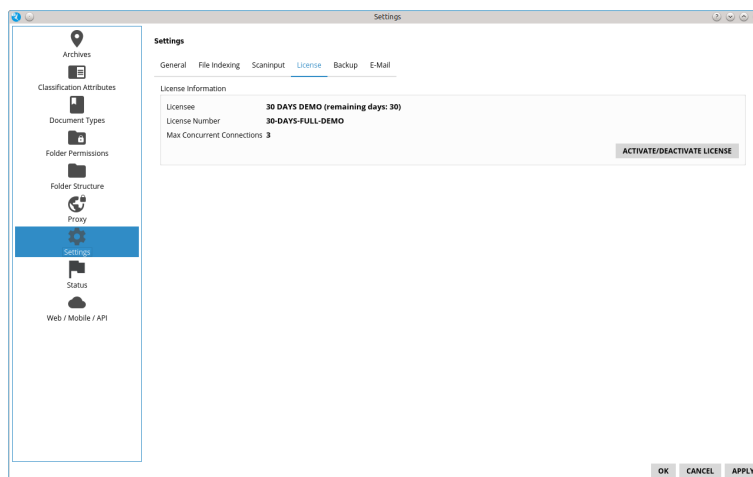 Settings
Archives
Classification Attributes
Document Types
Folder Permissions
Folder Structure
Proxy
Settings
Status
Web / Mobile / API
Settings
General File Indexing Scaninput License Backup E-Mail
License Information
Licensee 30 DAYS DEMO (remaining days: 30)
License Number 30-DAYS-FULL-DEMO
Max Concurrent Connections 3
ACTIVATE/DEACTIVATE LICENSE
OK CANCEL APPLY